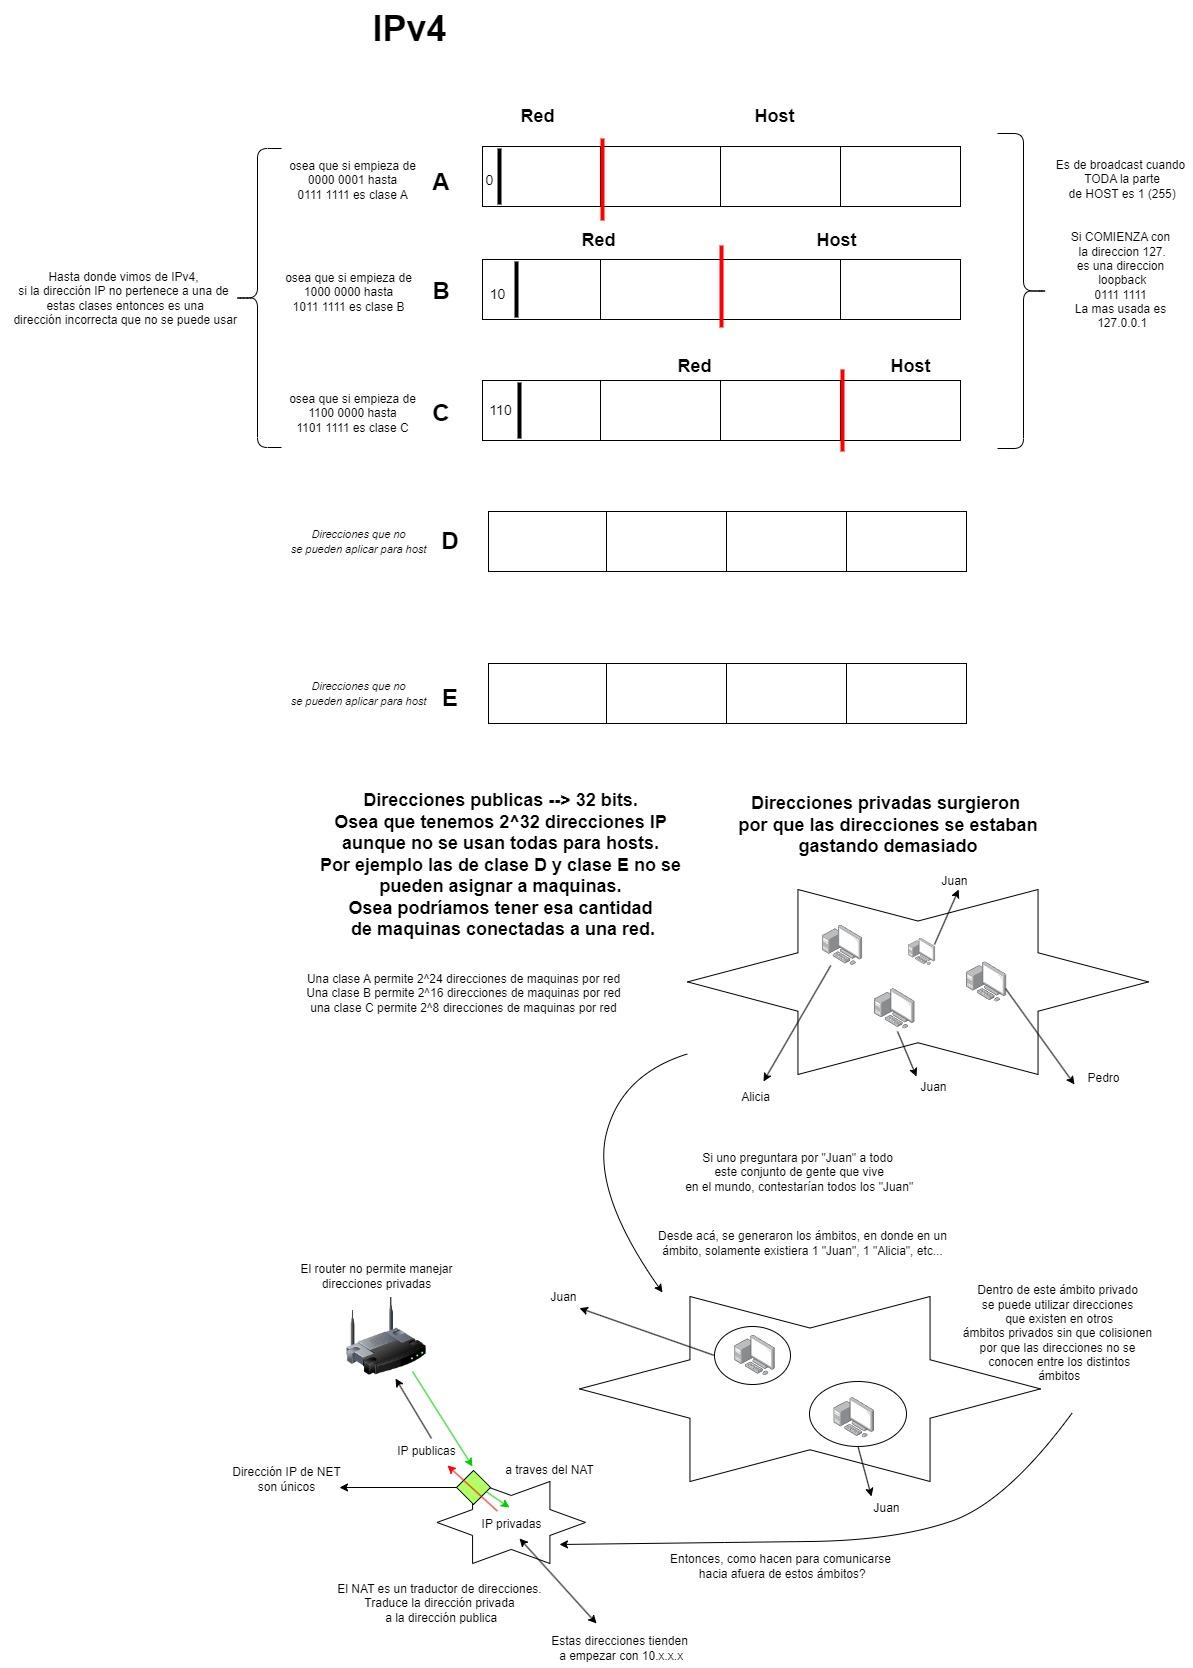 IPv4
Red
Host
osea que si empieza de
0000 0001 hasta
0111 1111 es clase A
A
0
Es de broadcast cuando
TODA la parte
de HOST es 1 (255)
Si COMIENZA con
la direccion 127.
es una direccion
loopback
0111 1111
La mas usada es
127.0.0.1
Red
Host
Hasta donde vimos de IPv4,
si la dirección IP no pertenece a una de
estas clases entonces es una
dirección incorrecta que no se puede usar
osea que si empieza de
1000 0000 hasta
1011 1111 es clase B
B
10
Red
Host
osea que si empieza de
1100 0000 hasta
1101 1111 es clase C
C
110
Direcciones que no
se pueden aplicar para host
D
Direcciones que no
se pueden aplicar para host
E
Direcciones publicas --> 32 bits.
Osea que tenemos 2^32 direcciones IP
aunque no se usan todas para hosts.
Por ejemplo las de clase D y clase E no se
pueden asignar a maquinas.
Osea podríamos tener esa cantidad
de maquinas conectadas a una red.
Una clase A permite 2^24 direcciones de maquinas por red
Una clase B permite 2^16 direcciones de maquinas por red
una clase C permite 2^8 direcciones de maquinas por red
Direcciones privadas surgieron
por que las direcciones se estaban
gastando demasiado
Juan
Alicia
Juan
Pedro
Si uno preguntara por "Juan" a todo
este conjunto de gente que vive
en el mundo, contestarían todos los "Juan"
Desde acá, se generaron los ámbitos, en donde en un
ámbito, solamente existiera 1 "Juan", 1 "Alicia", etc...
El router no permite manejar
direcciones privadas
Juan
Dentro de este ámbito privado
se puede utilizar direcciones
que existen en otros
ámbitos privados sin que colisionen
por que las direcciones no se
conocen entre los distintos
ámbitos
IP publicas
a traves del NAT
Dirección IP de NET
son únicos
Juan
IP privadas
Entonces, como hacen para comunicarse
hacia afuera de estos ámbitos?
El NAT es un traductor de direcciones.
Traduce la dirección privada
a la dirección publica
Estas direcciones tienden
a empezar con 10.x.x.x